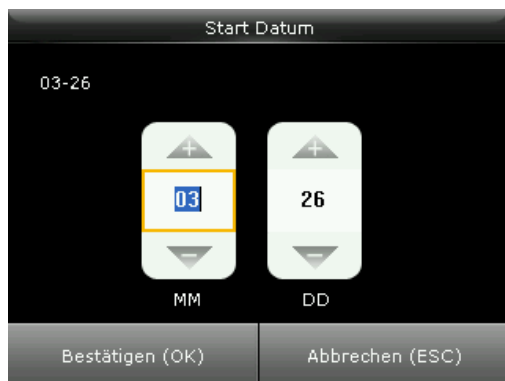 Start Datum
03-26
+ +
03 26
− −
MM DD
Bestätigen (OK) Abbrechen (ESC)